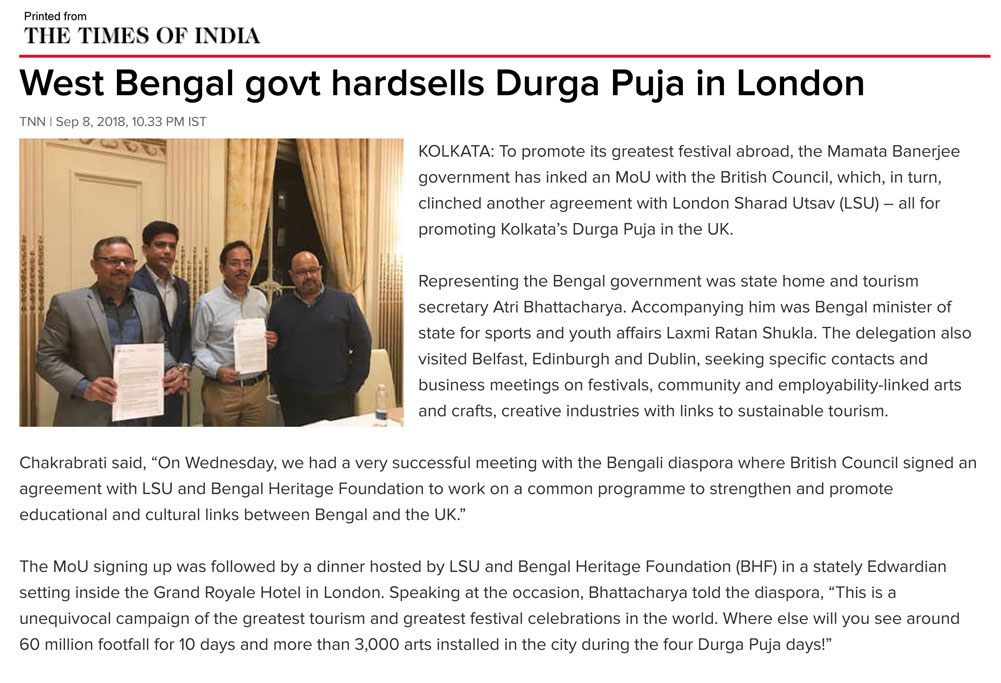 Printed from
THE TIMES OF INDIA
West Bengal govt hardsells Durga Puja in London
TNN | Sep 8, 2018, 10.33 PM IST
KOLKATA: To promote its greatest festival abroad, the Mamata Banerjee
government has inked an MoU with the British Council, which, in turn,
clinched another agreement with London Sharad Utsav (LSU) – all for
promoting Kolkata’s Durga Puja in the UK.
Representing the Bengal government was state home and tourism
secretary Atri Bhattacharya. Accompanying him was Bengal minister of
state for sports and youth affairs Laxmi Ratan Shukla. The delegation also
visited Belfast, Edinburgh and Dublin, seeking specific contacts and
business meetings on festivals, community and employability-linked arts
and crafts, creative industries with links to sustainable tourism.
Chakrabrati said, “On Wednesday, we had a very successful meeting with the Bengali diaspora where British Council signed an
agreement with LSU and Bengal Heritage Foundation to work on a common programme to strengthen and promote
educational and cultural links between Bengal and the UK.”
The MoU signing up was followed by a dinner hosted by LSU and Bengal Heritage Foundation (BHF) in a stately Edwardian
setting inside the Grand Royale Hotel in London. Speaking at the occasion, Bhattacharya told the diaspora, “This is a
unequivocal campaign of the greatest tourism and greatest festival celebrations in the world. Where else will you see around
60 million footfall for 10 days and more than 3,000 arts installed in the city during the four Durga Puja days!”